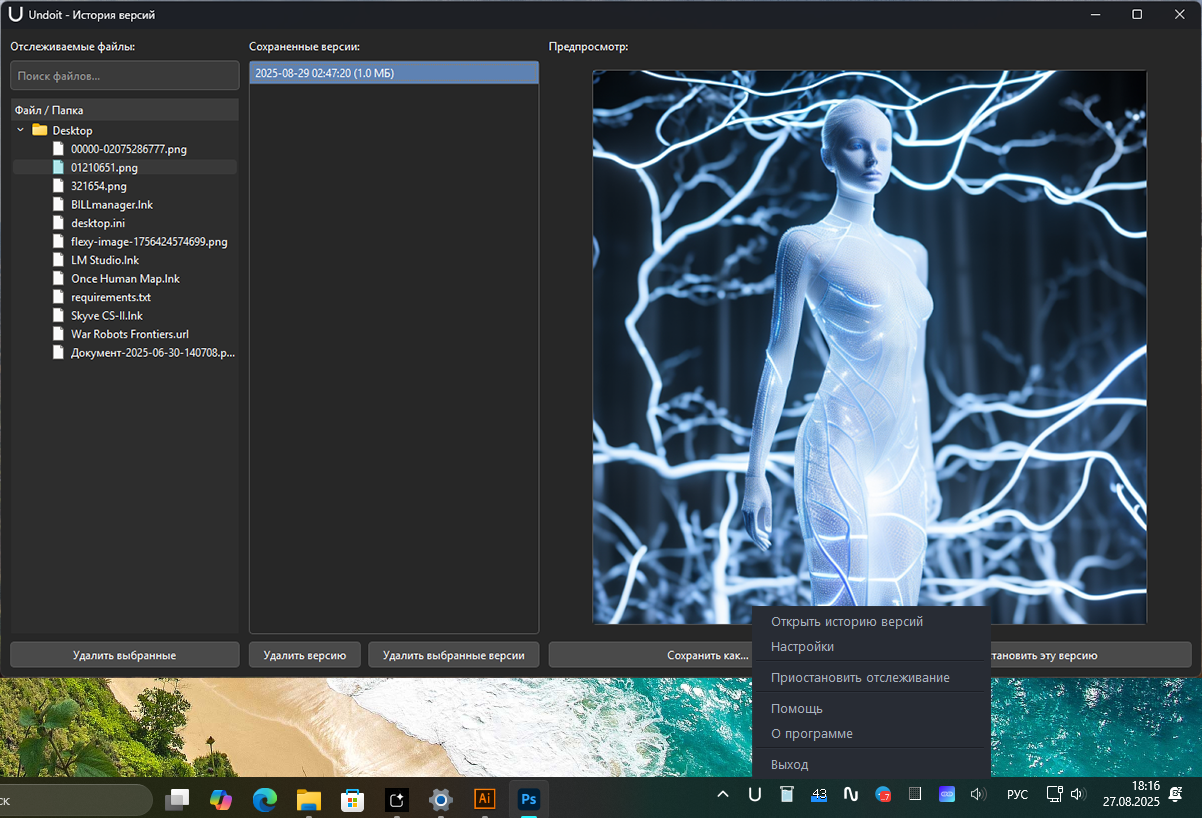 Undoit - История версий
Отслеживаемые файлы:
Сохраненные версии:
Предпросмотр:
Поиск файлов...
2025-08-29 02:47:20 (1.0 МБ)
Файл / Папка
Desktop
00000-02075286777.png
01210651.png
321654.png
BILLmanager.lnk
desktop.ini
flexy-image-1756424574699.png
LM Studio.lnk
Once Human Map.lnk
requirements.txt
Skyve CS-II.lnk
War Robots Frontiers.url
Документ-2025-06-30-140708.p...
Удалить выбранные
Удалить версию
Удалить выбранные версии
Сохранить как...
тановить эту версию
Открыть историю версий
Настройки
Приостановить отслеживание
Помощь
О программе
Выход
ск
Ai
Ps
43
РУС
18:16
27.08.2025